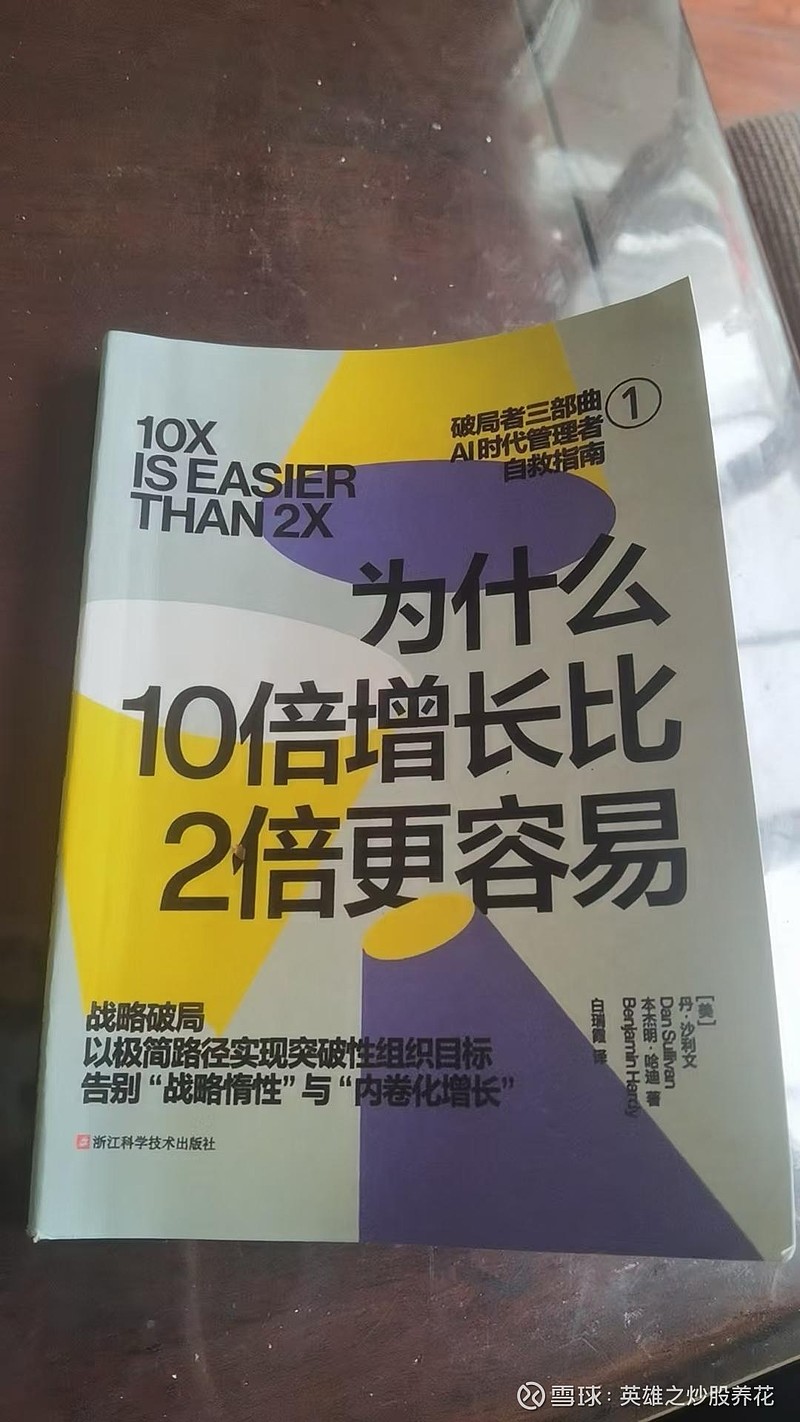 10X
IS EASIER
THAN 2X
破局者三部曲 1
AI时代管理者
自救指南
为什么
10倍增长比
2倍更容易
战略破局
以极简路径实现突破性组织目标
告别“战略惰性”与“内卷化增长”
[美]
丹·沙利文
Dan Sullivan
本杰明·哈迪 著
Benjamin Hardy
白瑞霞 译
浙江科学技术出版社
雪球：英雄之炒股养花